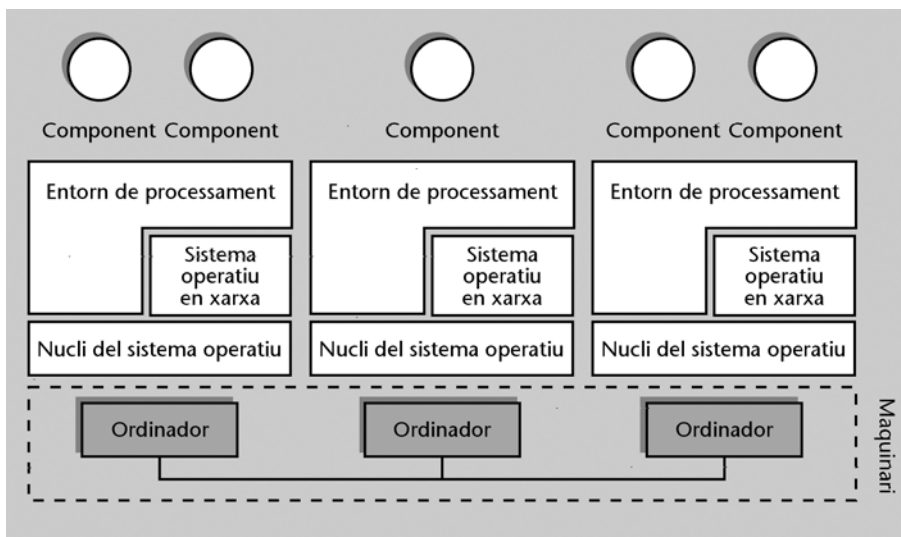 Component Component
Component
Component Component
Entorn de processament
Entorn de processament
Entorn de processament
Sistema
operatiu
en xarxa
Sistema
operatiu
en xarxa
Sistema
operatiu
en xarxa
Nucli del sistema operatiu
Nucli del sistema operatiu
Nucli del sistema operatiu
Ordinador
Ordinador
Ordinador
Maquinari